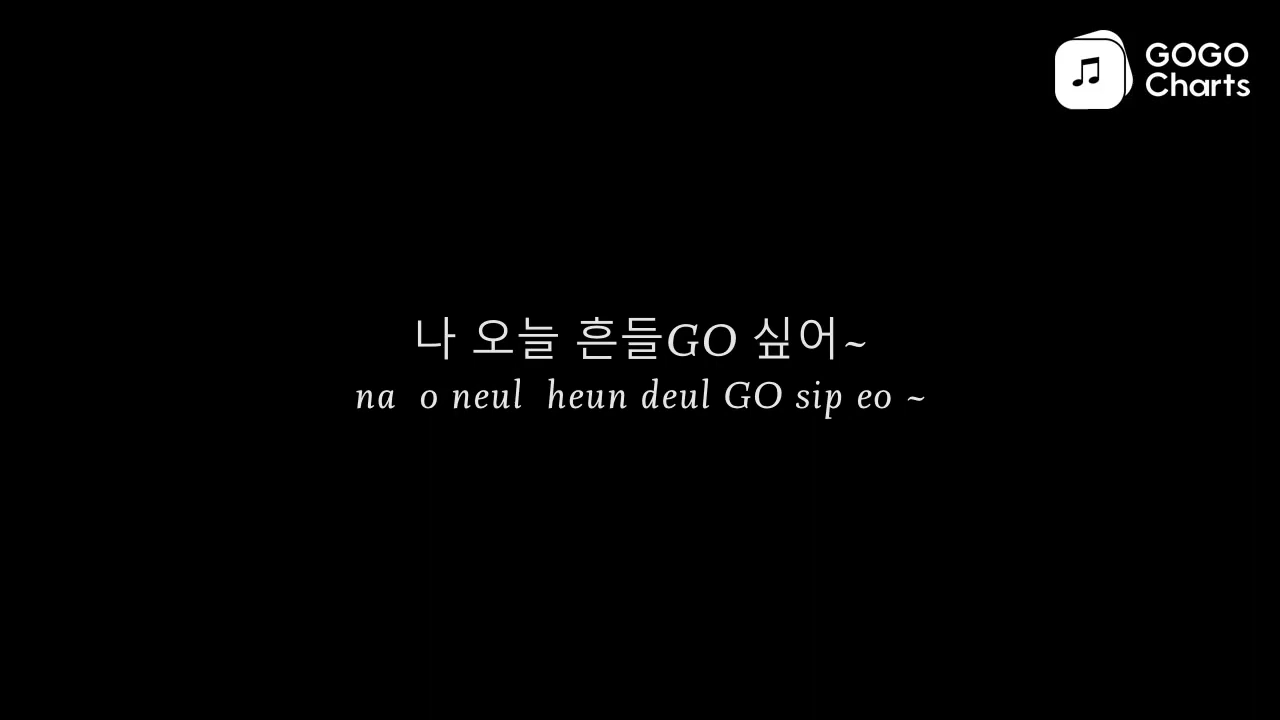 GOGO
Charts
나 오늘 흔들GO 싶어~
na o neul heun deul GO sip eo ~